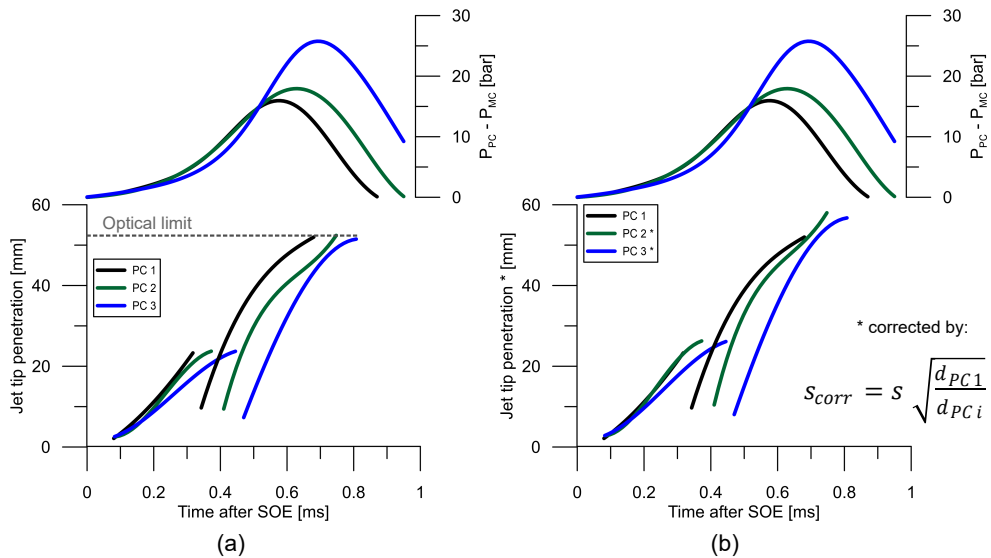 30
20
10
0
P_PC - P_MC [bar]
60
40
20
0
Jet tip penetration [mm]
Optical limit
PC 1
PC 2
PC 3
0 0.2 0.4 0.6 0.8 1
Time after SOE [ms]
(a)
30
20
10
0
P_PC - P_MC [bar]
60
40
20
0
Jet tip penetration * [mm]
PC 1
PC 2 *
PC 3 *
* corrected by:
s_corr = s √(d_PC1 / d_PCi)
0 0.2 0.4 0.6 0.8 1
Time after SOE [ms]
(b)